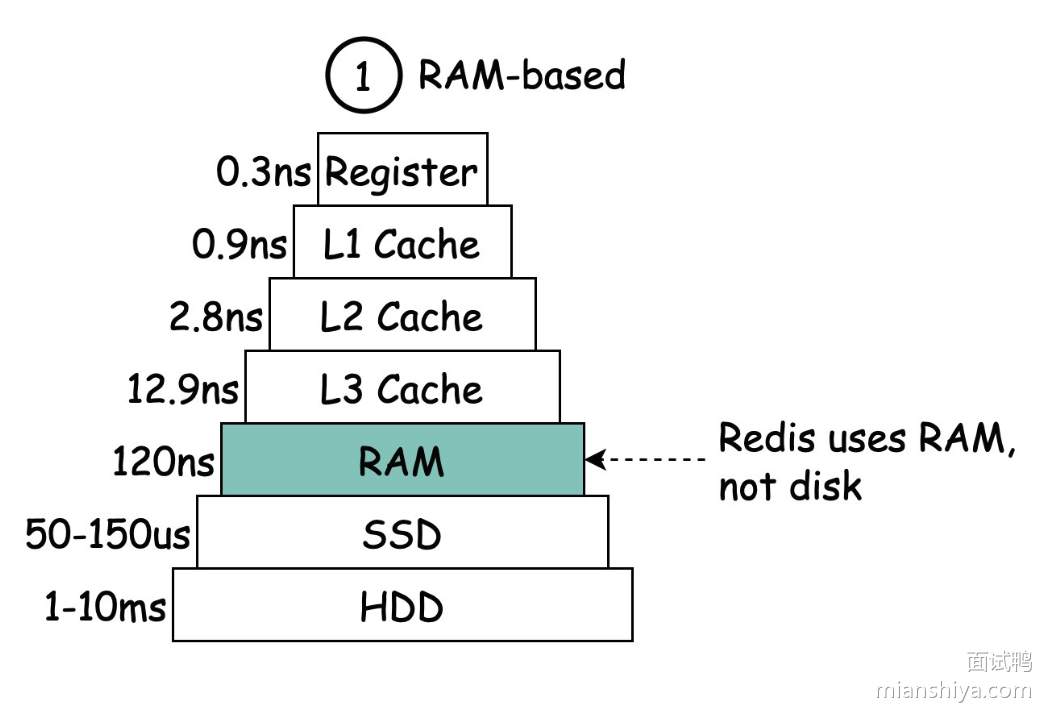 1 RAM-based
0.3ns Register
0.9ns L1 Cache
2.8ns L2 Cache
12.9ns L3 Cache
Redis uses RAM,
not disk
120ns RAM
50-150us SSD
1-10ms HDD
面试鸭
mianshiya.com